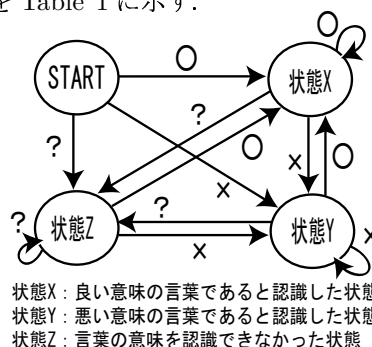 を Table 1 に示す.
○
○
START
状態X
?
?
○
×
○
×
?
?
状態Z
状態Y
×
×
状態X：良い意味の言葉であると認識した状態
状態Y：悪い意味の言葉であると認識した状態
状態Z：言葉の意味を認識できなかった状態